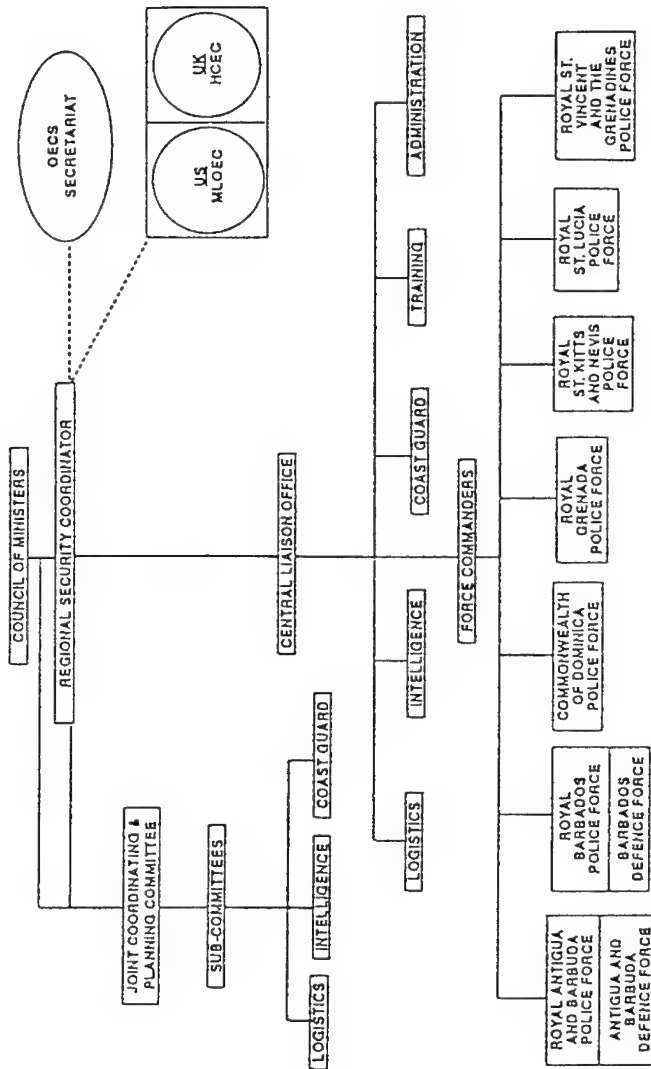 COUNCIL OF MINISTERS
REGIONAL SECURITY COORDINATOR
OECS
SECRETARIAT
US
MLOEC
UK
HCEC
JOINT COORDINATING &
PLANNING COMMITTEE
SUB-COMMITTEES
LOGISTICS
INTELLIGENCE
COAST GUARD
CENTRAL LIAISON OFFICE
LOGISTICS
INTELLIGENCE
COAST GUARD
TRAINING
ADMINISTRATION
FORCE COMMANDERS
ROYAL ANTIGUA
AND BARBUDA
POLICE FORCE
ANTIGUA AND
BARBUDA
DEFENCE FORCE
ROYAL
BARBADOS
POLICE FORCE
BARBADOS
DEFENCE FORCE
COMMONWEALTH
OF DOMINICA
POLICE FORCE
ROYAL
GRENADA
POLICE FORCE
ROYAL
ST. KITTS
AND NEVIS
POLICE
FORCE
ROYAL
ST. LUCIA
POLICE
FORCE
ROYAL ST.
VINCENT
AND THE
GRENADINES
POLICE FORCE